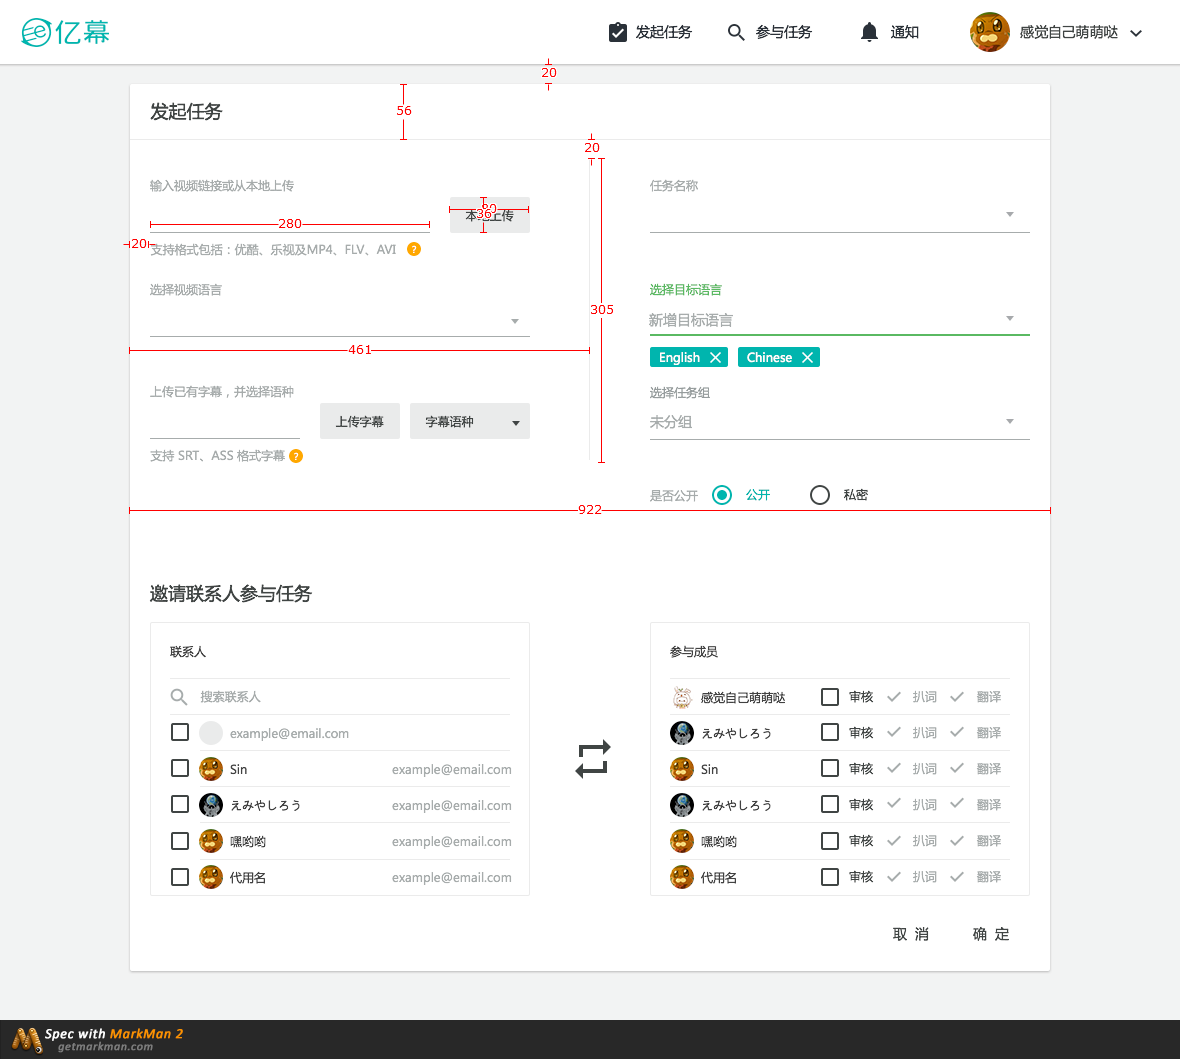 亿幕
发起任务
参与任务
通知
感觉自己萌萌哒
20
发起任务
56
20
输入视频链接或从本地上传
任务名称
280
本地上传
80
36
20
支持格式包括：优酷、乐视及MP4、FLV、AVI ?
选择视频语言
选择目标语言
305
新增目标语言
461
English
Chinese
上传已有字幕，并选择语种
选择任务组
上传字幕
字幕语种
未分组
支持 SRT、ASS 格式字幕 ?
是否公开
公开
私密
922
邀请联系人参与任务
联系人
搜索联系人
example@email.com
Sin example@email.com
えみやしろう example@email.com
嘿哟哟 example@email.com
代用名 example@email.com
参与成员
感觉自己萌萌哒 审核 扒词 翻译
えみやしろう 审核 扒词 翻译
Sin 审核 扒词 翻译
えみやしろう 审核 扒词 翻译
嘿哟哟 审核 扒词 翻译
代用名 审核 扒词 翻译
取 消
确 定
Spec with MarkMan 2
getmarkman.com